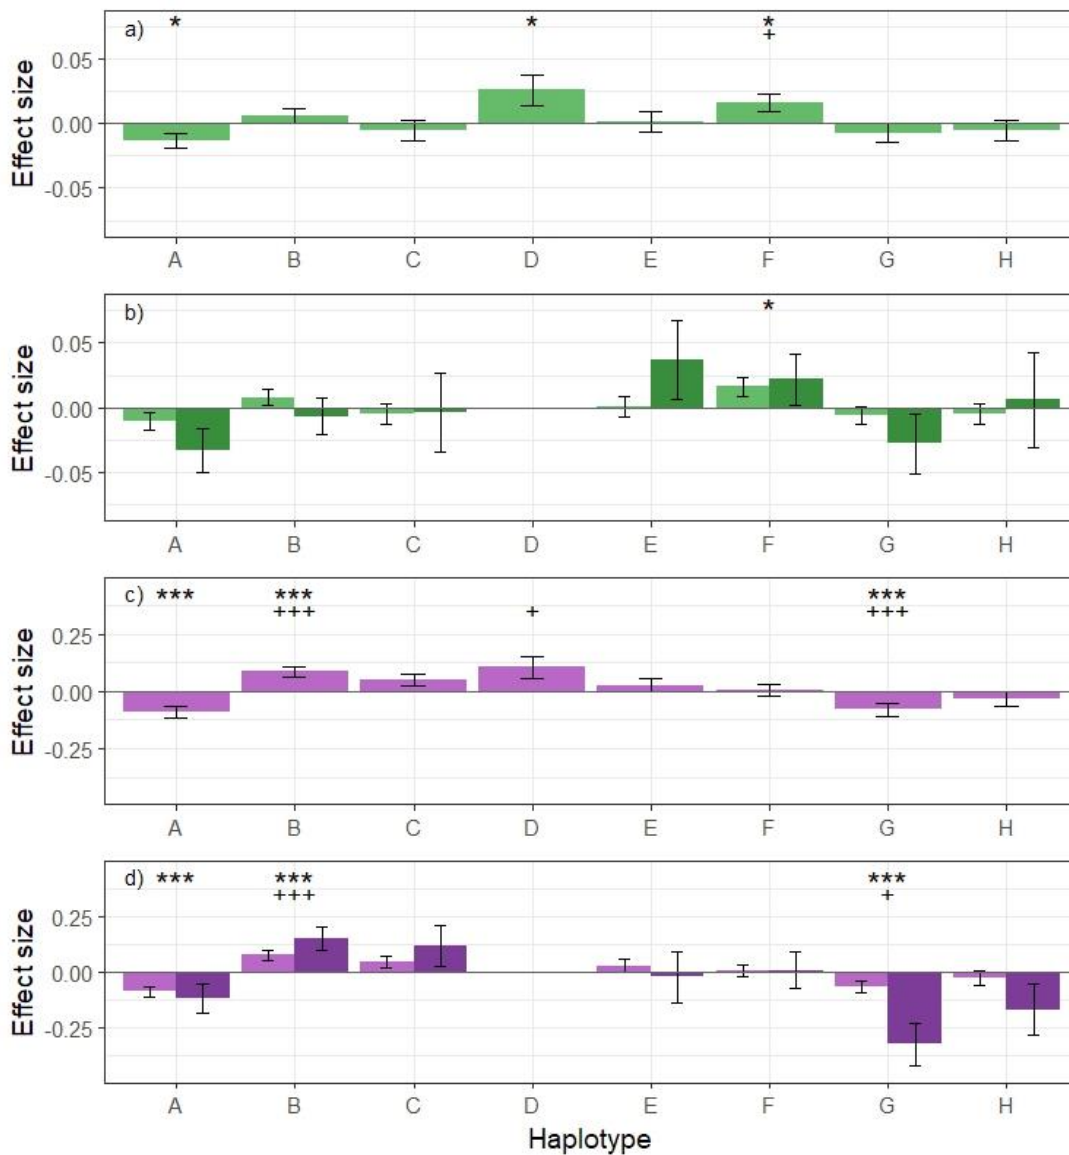 a) * * *
+
0.05
0.00
-0.05
Effect size
A B C D E F G H
b) *
0.05
0.00
-0.05
Effect size
A B C D E F G H
c) *** *** ***
+++ + +++
0.25
0.00
-0.25
Effect size
A B C D E F G H
d) *** *** ***
+++ +
0.25
0.00
-0.25
Effect size
A B C D E F G H
Haplotype